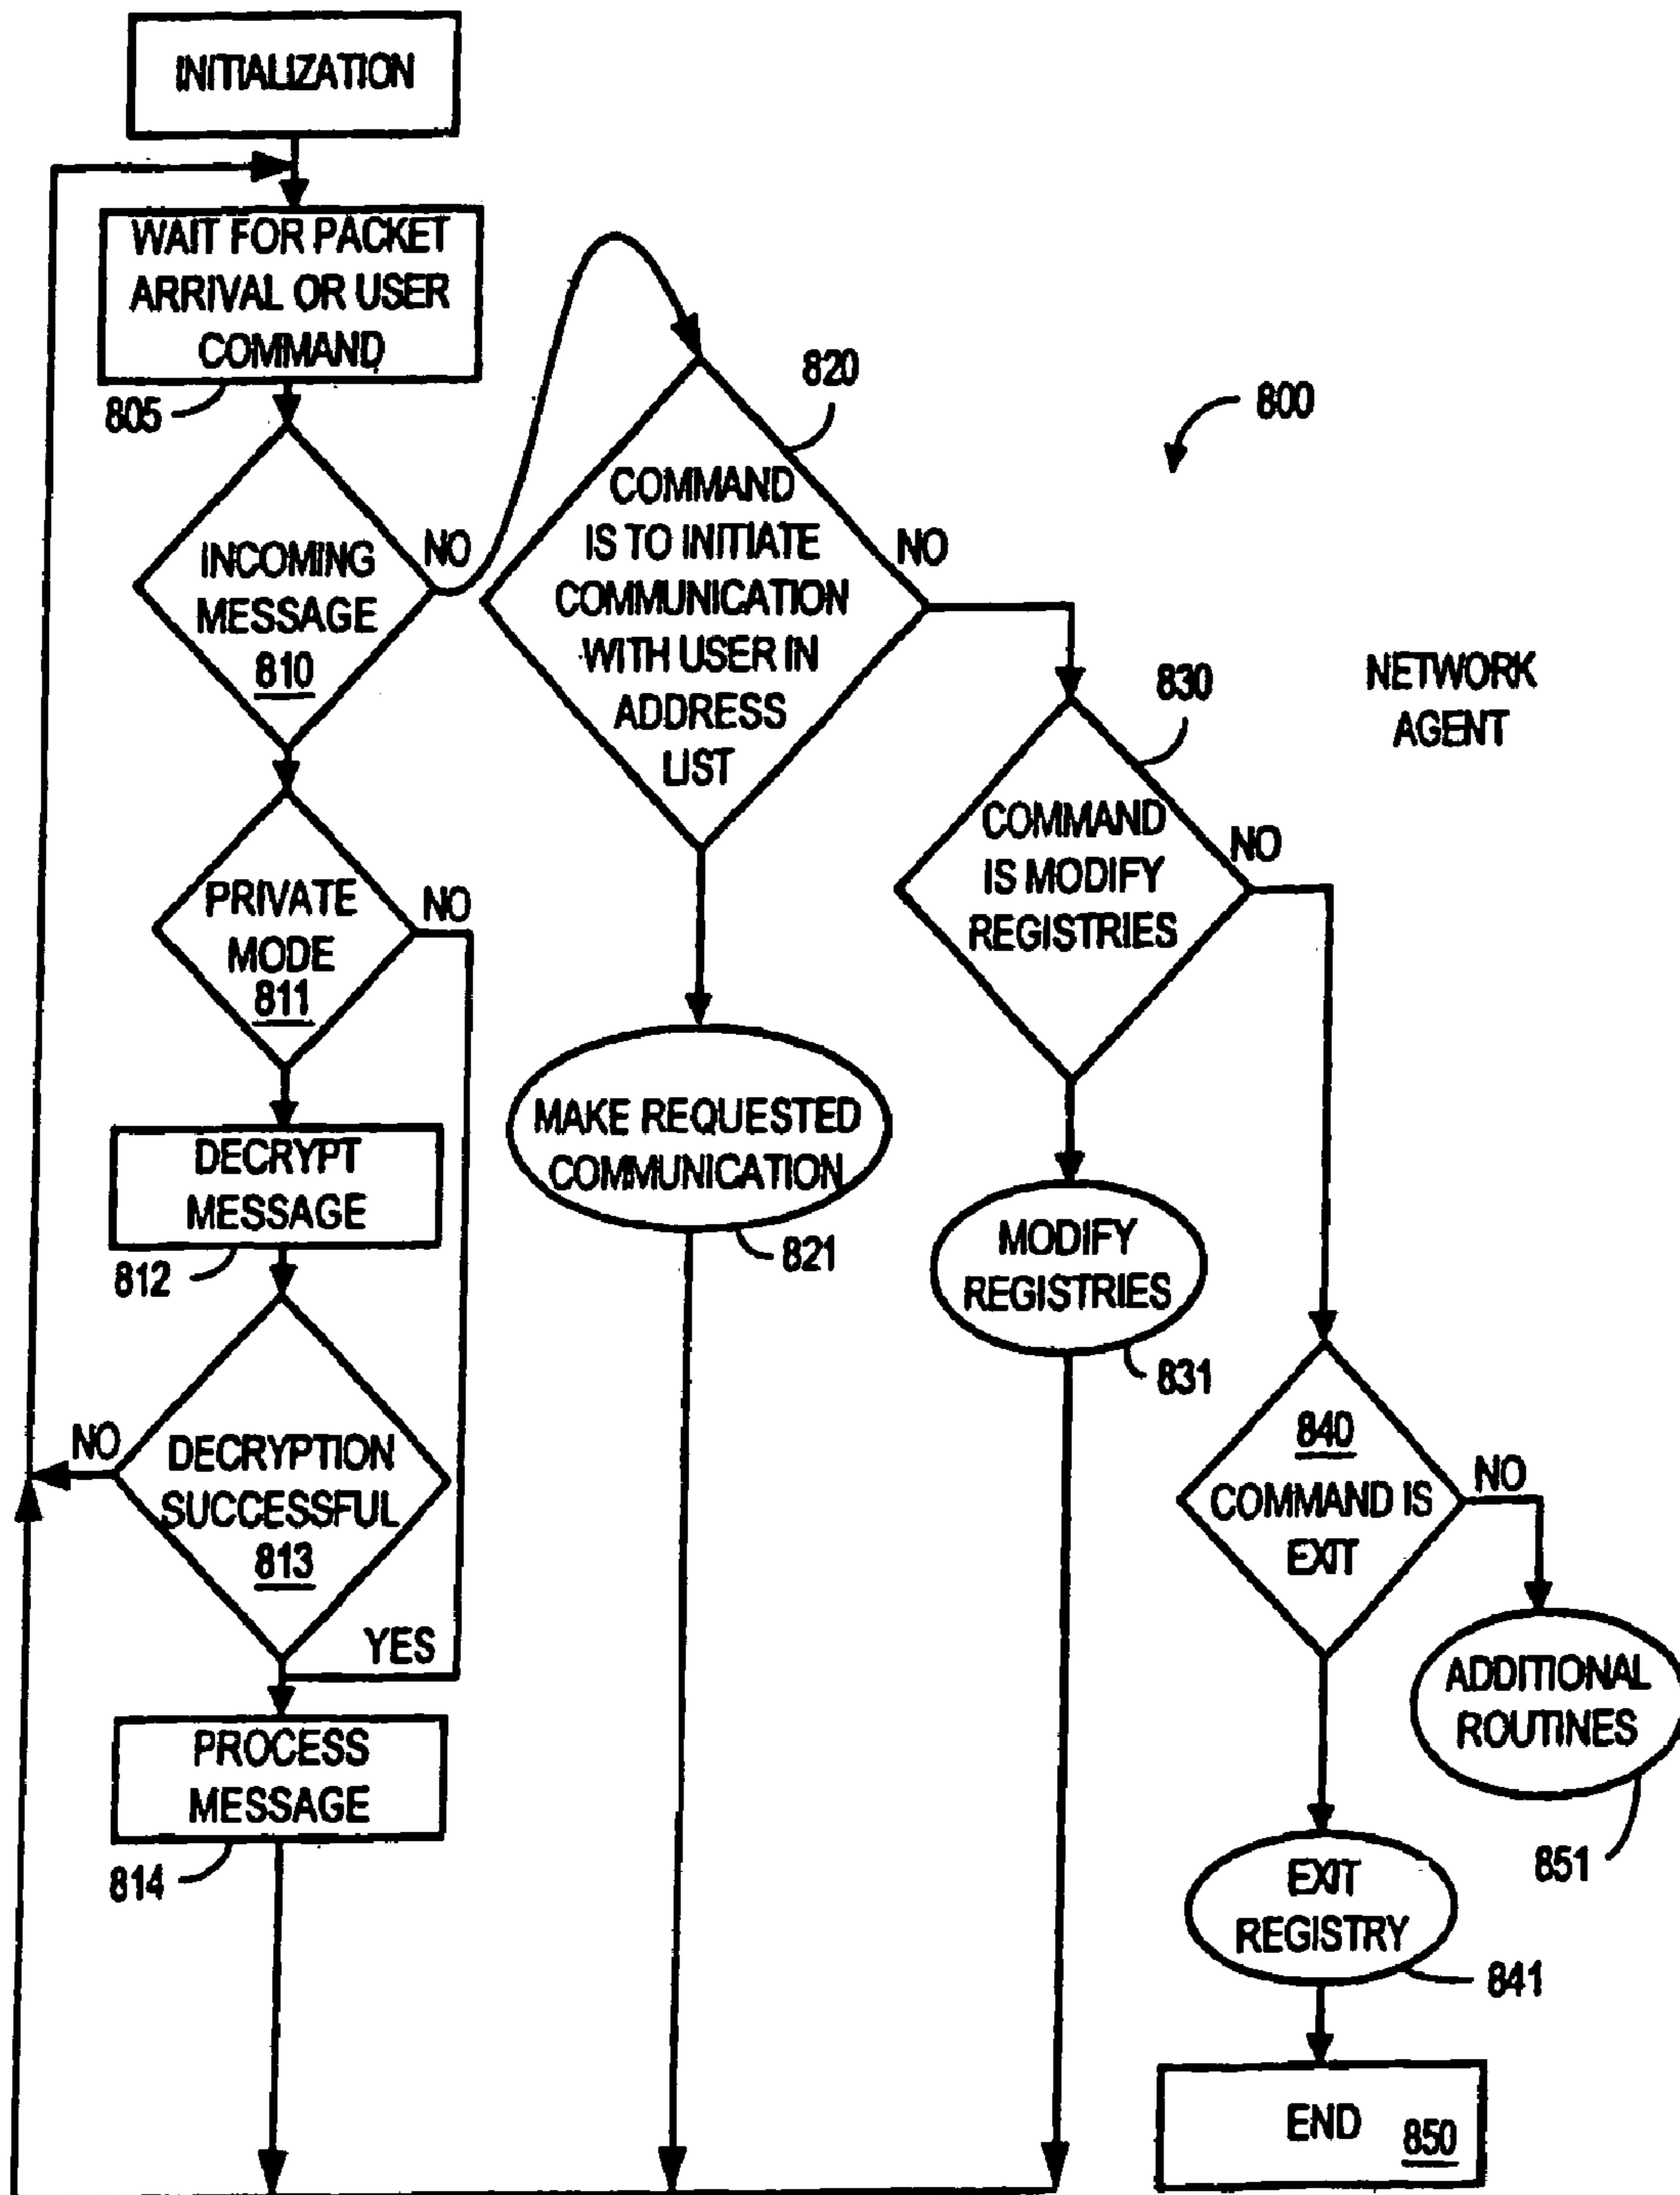 INITIALIZATION
WAIT FOR PACKET
ARRIVAL OR USER
COMMAND
805
INCOMING
MESSAGE
810
NO
PRIVATE
MODE
811
NO
DECRYPT
MESSAGE
812
DECRYPTION
SUCCESSFUL
813
NO
YES
PROCESS
MESSAGE
814
820
COMMAND
IS TO INITIATE
COMMUNICATION
WITH USER IN
ADDRESS
LIST
NO
MAKE REQUESTED
COMMUNICATION
821
800
NETWORK
AGENT
830
COMMAND
IS MODIFY
REGISTRIES
NO
MODIFY
REGISTRIES
831
840
COMMAND IS
EXIT
NO
ADDITIONAL
ROUTINES
851
EXIT
REGISTRY
841
END 850